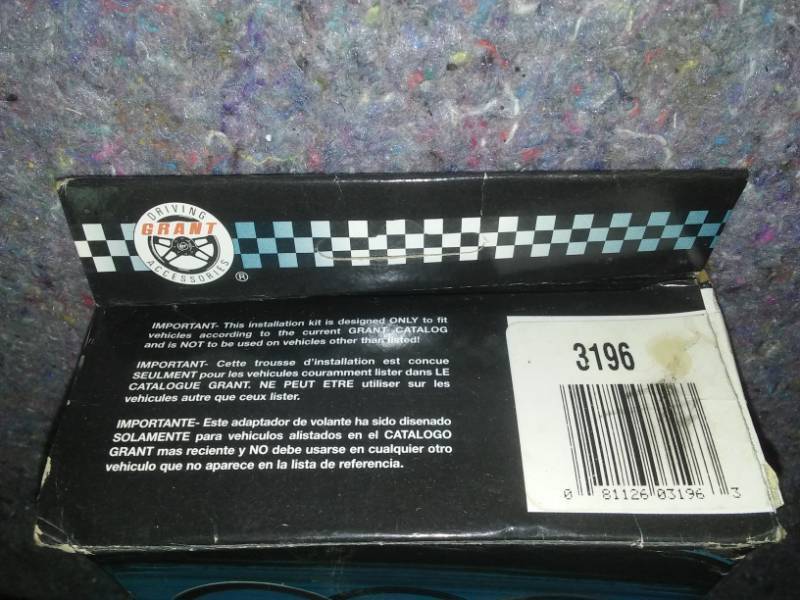 DRIVING
GRANT
ACCESSORIES
®
IMPORTANT- This installation kit is designed ONLY to fit
vehicles according to the current GRANT CATALOG
and is NOT to be used on vehicles other than listed!
IMPORTANT- Cette trousse d'installation est concue
SEULMENT pour les vehicules couramment lister dans LE
CATALOGUE GRANT. NE PEUT ETRE utiliser sur les
vehicules autre que ceux lister.
IMPORTANTE- Este adaptador de volante ha sido disenado
SOLAMENTE para vehiculos alistados en el CATALOGO
GRANT mas reciente y NO debe usarse en cualquier otro
vehiculo que no aparece en la lista de referencia.
3196
0 81126 03196 3